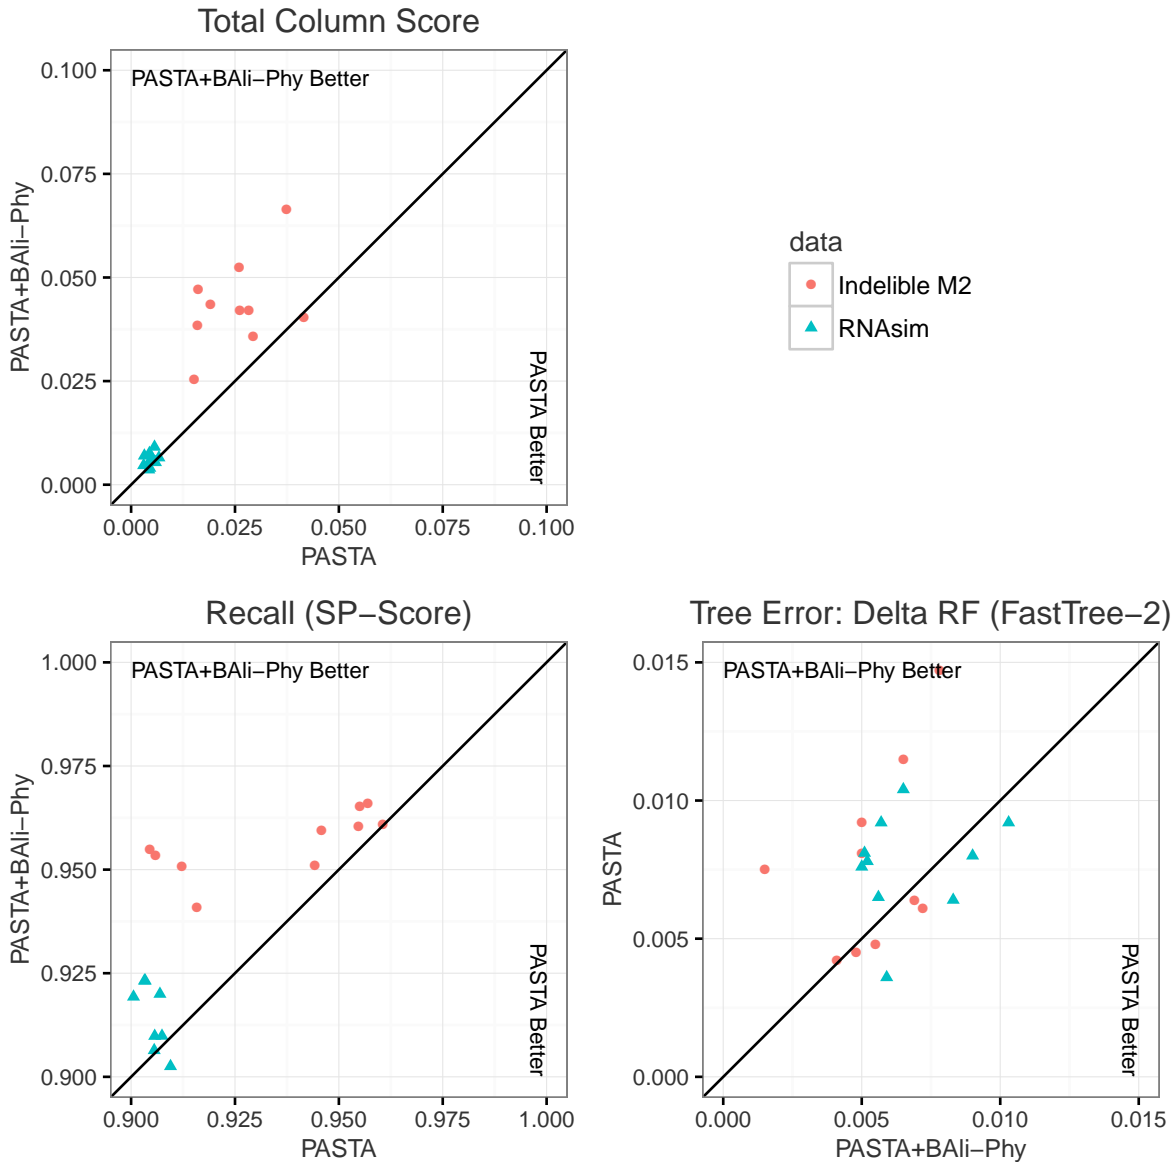 Total Column Score
PASTA+BAli−Phy Better
PASTA Better
0.100
0.075
0.050
0.025
0.000
PASTA+BAli−Phy
0.000 0.025 0.050 0.075 0.100
PASTA
data
Indelible M2
RNAsim
Recall (SP−Score)
PASTA+BAli−Phy Better
PASTA Better
1.000
0.975
0.950
0.925
0.900
PASTA+BAli−Phy
0.900 0.925 0.950 0.975 1.000
PASTA
Tree Error: Delta RF (FastTree−2)
PASTA+BAli−Phy Better
PASTA Better
0.015
0.010
0.005
0.000
PASTA
0.000 0.005 0.010 0.015
PASTA+BAli−Phy